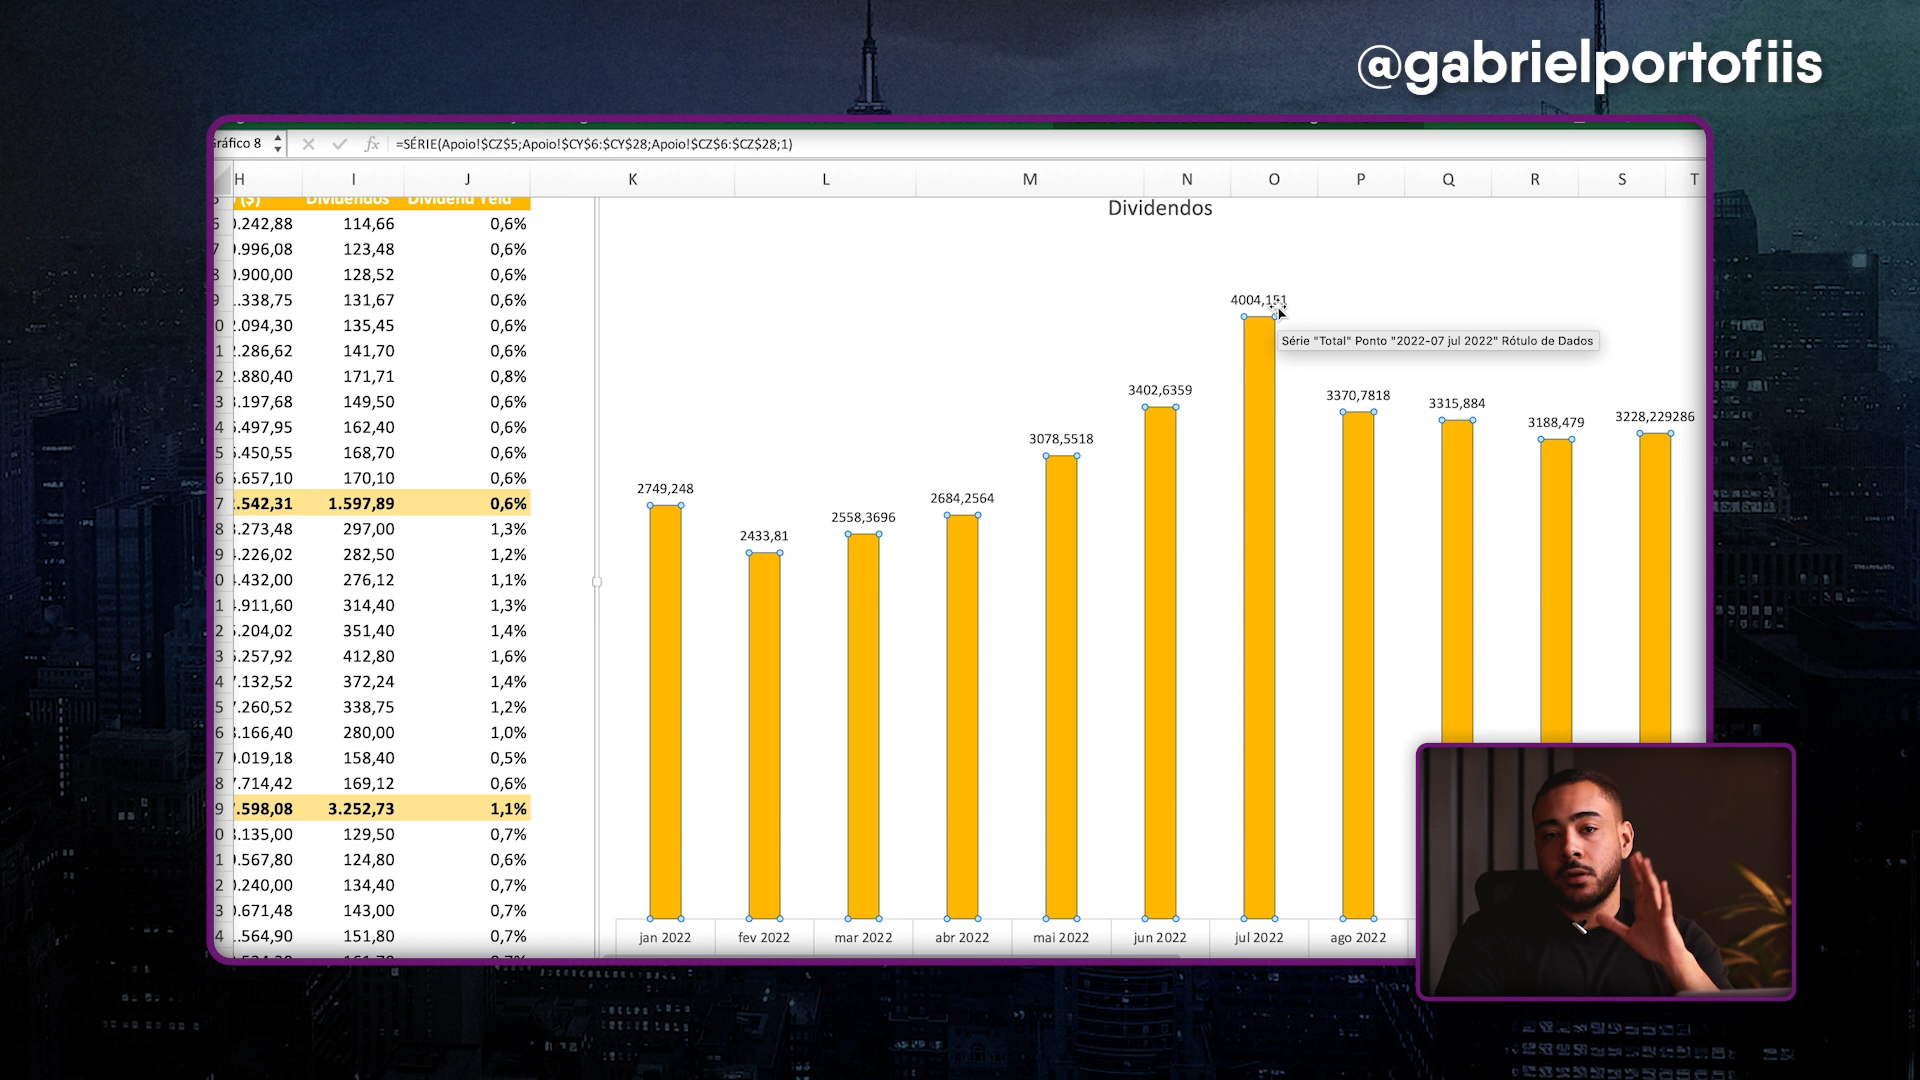 @gabrielportofiis
Gráfico 8
fx =SÉRIE(Apoio!$CZ$5;Apoio!$CY$6:$CY$28;Apoio!$CZ$6:$CZ$28;1)
H I J K L M N O P Q R S T
($) Dividendos Dividend Yeld
.242,88 114,66 0,6%
.996,08 123,48 0,6%
.900,00 128,52 0,6%
.338,75 131,67 0,6%
.094,30 135,45 0,6%
.286,62 141,70 0,6%
.880,40 171,71 0,8%
.197,68 149,50 0,6%
.497,95 162,40 0,6%
.450,55 168,70 0,6%
.657,10 170,10 0,6%
.542,31 1.597,89 0,6%
.273,48 297,00 1,3%
.226,02 282,50 1,2%
.432,00 276,12 1,1%
.911,60 314,40 1,3%
.204,02 351,40 1,4%
.257,92 412,80 1,6%
.132,52 372,24 1,4%
.260,52 338,75 1,2%
.166,40 280,00 1,0%
.019,18 158,40 0,5%
.714,42 169,12 0,6%
.598,08 3.252,73 1,1%
.135,00 129,50 0,7%
.567,80 124,80 0,6%
.240,00 134,40 0,7%
.671,48 143,00 0,7%
.564,90 151,80 0,7%
Dividendos
2749,248
2433,81
2558,3696
2684,2564
3078,5518
3402,6359
4004,151
3370,7818
3315,884
3188,479
3228,229286
Série "Total" Ponto "2022-07 jul 2022" Rótulo de Dados
jan 2022 fev 2022 mar 2022 abr 2022 mai 2022 jun 2022 jul 2022 ago 2022